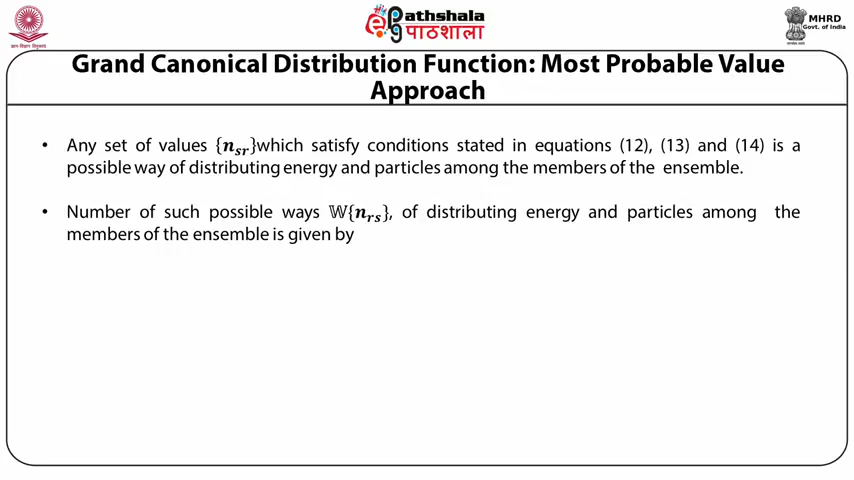 ePathshala
पाठशाला
MHRD
Govt. of India
Grand Canonical Distribution Function: Most Probable Value
Approach
• Any set of values {n_sr}which satisfy conditions stated in equations (12), (13) and (14) is a
possible way of distributing energy and particles among the members of the ensemble.
• Number of such possible ways 𝕎{n_rs}, of distributing energy and particles among the
members of the ensemble is given by